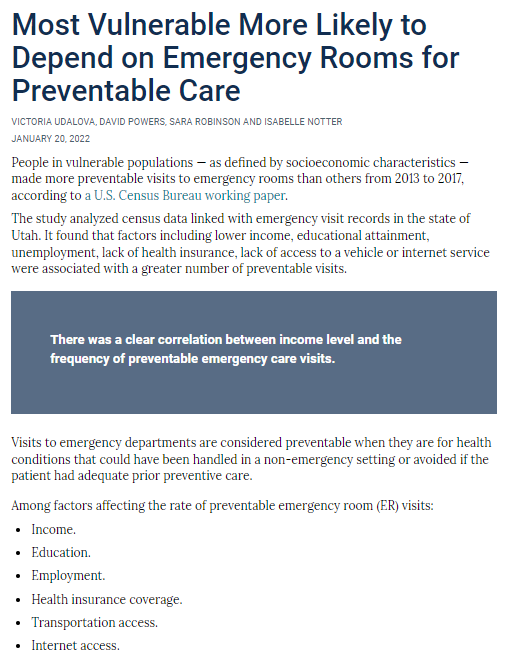 Most Vulnerable More Likely to
Depend on Emergency Rooms for
Preventable Care
VICTORIA UDALOVA, DAVID POWERS, SARA ROBINSON AND ISABELLE NOTTER
JANUARY 20, 2022
People in vulnerable populations — as defined by socioeconomic characteristics —
made more preventable visits to emergency rooms than others from 2013 to 2017,
according to a U.S. Census Bureau working paper.
The study analyzed census data linked with emergency visit records in the state of
Utah. It found that factors including lower income, educational attainment,
unemployment, lack of health insurance, lack of access to a vehicle or internet service
were associated with a greater number of preventable visits.
There was a clear correlation between income level and the
frequency of preventable emergency care visits.
Visits to emergency departments are considered preventable when they are for health
conditions that could have been handled in a non-emergency setting or avoided if the
patient had adequate prior preventive care.
Among factors affecting the rate of preventable emergency room (ER) visits:
• Income.
• Education.
• Employment.
• Health insurance coverage.
• Transportation access.
• Internet access.